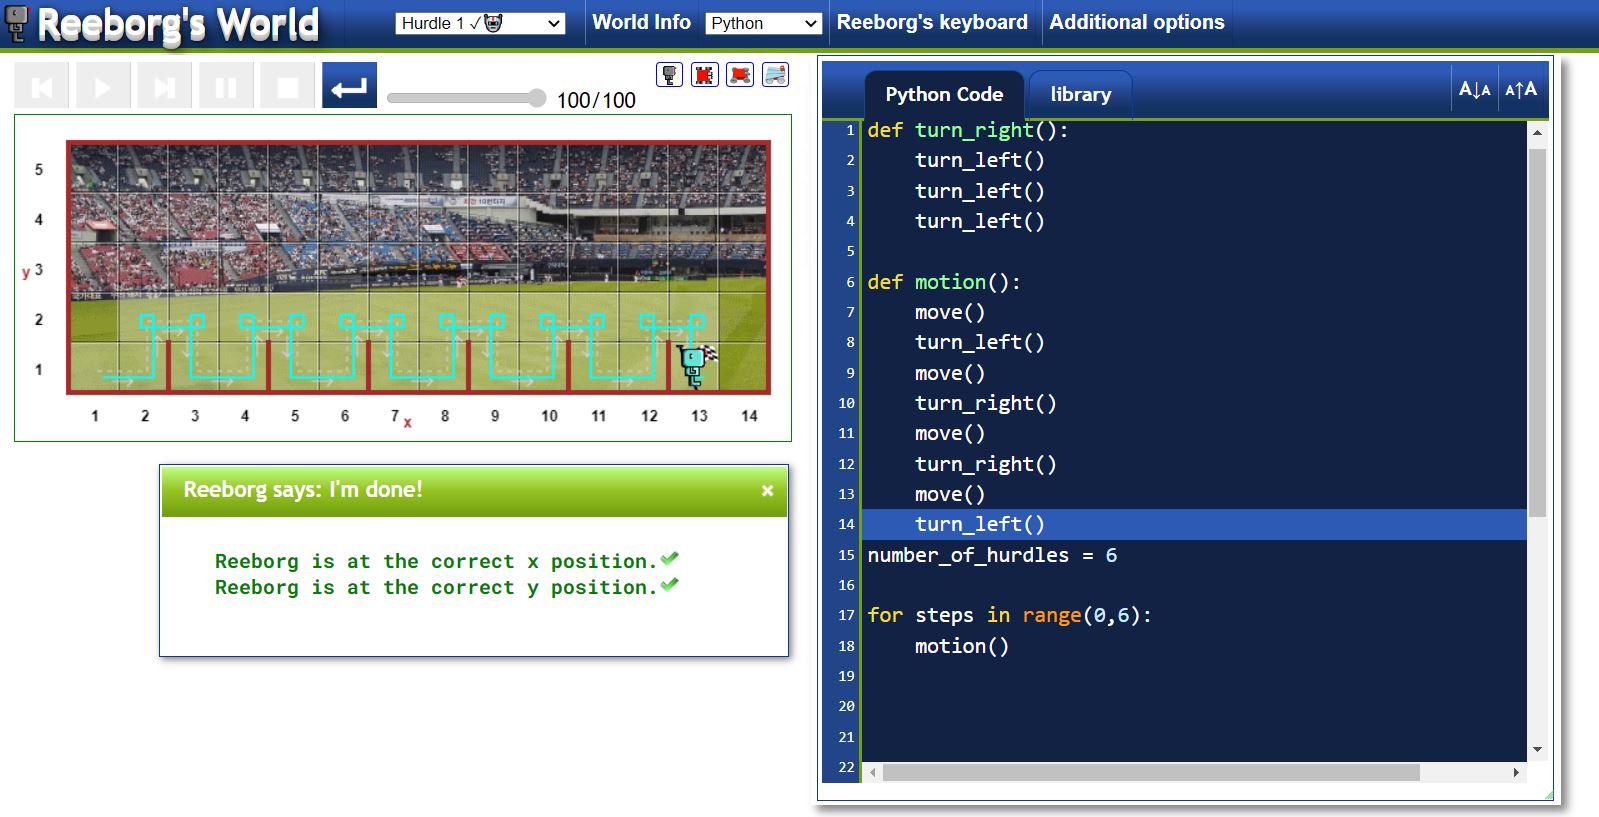 Reeborg's World
Hurdle 1 ✓
World Info
Python
Reeborg's keyboard
Additional options
100/100
5
4
y 3
2
1
1 2 3 4 5 6 7 x 8 9 10 11 12 13 14
Reeborg says: I'm done!
×
Reeborg is at the correct x position.✔
Reeborg is at the correct y position.✔
Python Code
library
A↓A
A↑A
1 def turn_right():
2     turn_left()
3     turn_left()
4     turn_left()
5
6 def motion():
7     move()
8     turn_left()
9     move()
10     turn_right()
11     move()
12     turn_right()
13     move()
14     turn_left()
15 number_of_hurdles = 6
16
17 for steps in range(0,6):
18     motion()
19
20
21
22